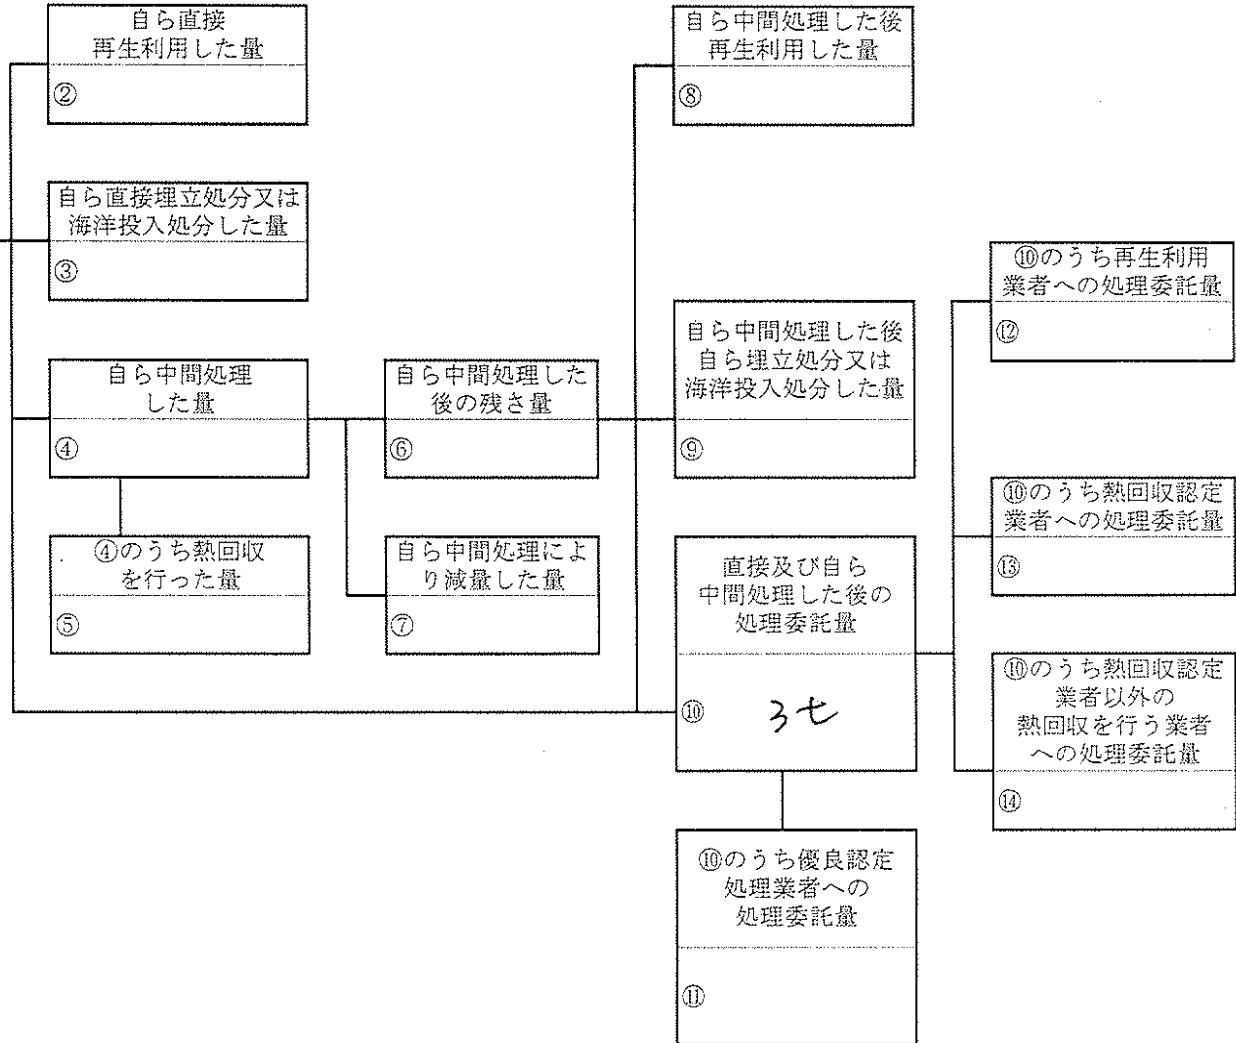 自ら直接
再生利用した量
②
自ら直接埋立処分又は
海洋投入処分した量
③
自ら中間処理
した量
④
④のうち熱回収
を行った量
⑤
自ら中間処理した
後の残さ量
⑥
自ら中間処理によ
り減量した量
⑦
自ら中間処理した後
再生利用した量
⑧
自ら中間処理した後
自ら埋立処分又は
海洋投入処分した量
⑨
直接及び自ら
中間処理した後の
処理委託量
⑩ 3t
⑩のうち優良認定
処理業者への
処理委託量
⑪
⑩のうち再生利用
業者への処理委託量
⑫
⑩のうち熱回収認定
業者への処理委託量
⑬
⑩のうち熱回収認定
業者以外の
熱回収を行う業者
への処理委託量
⑭